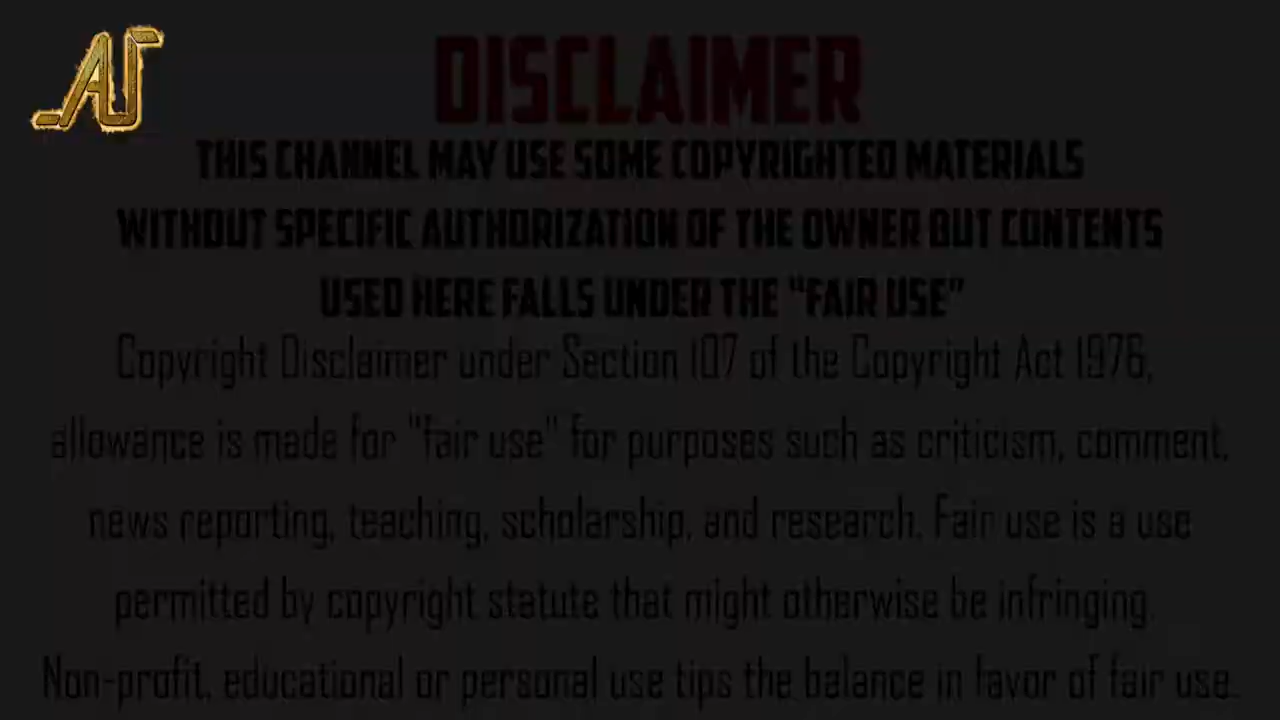 AJ
DISCLAIMER
THIS CHANNEL MAY USE SOME COPYRIGHTED MATERIALS
WITHOUT SPECIFIC AUTHORIZATION OF THE OWNER BUT CONTENTS
USED HERE FALLS UNDER THE "FAIR USE"
Copyright Disclaimer under Section 107 of the Copyright Act 1976,
allowance is made for "fair use" for purposes such as criticism, comment,
news reporting, teaching, scholarship, and research. Fair use is a use
permitted by copyright statute that might otherwise be infringing.
Non-profit, educational or personal use tips the balance in favor of fair use.